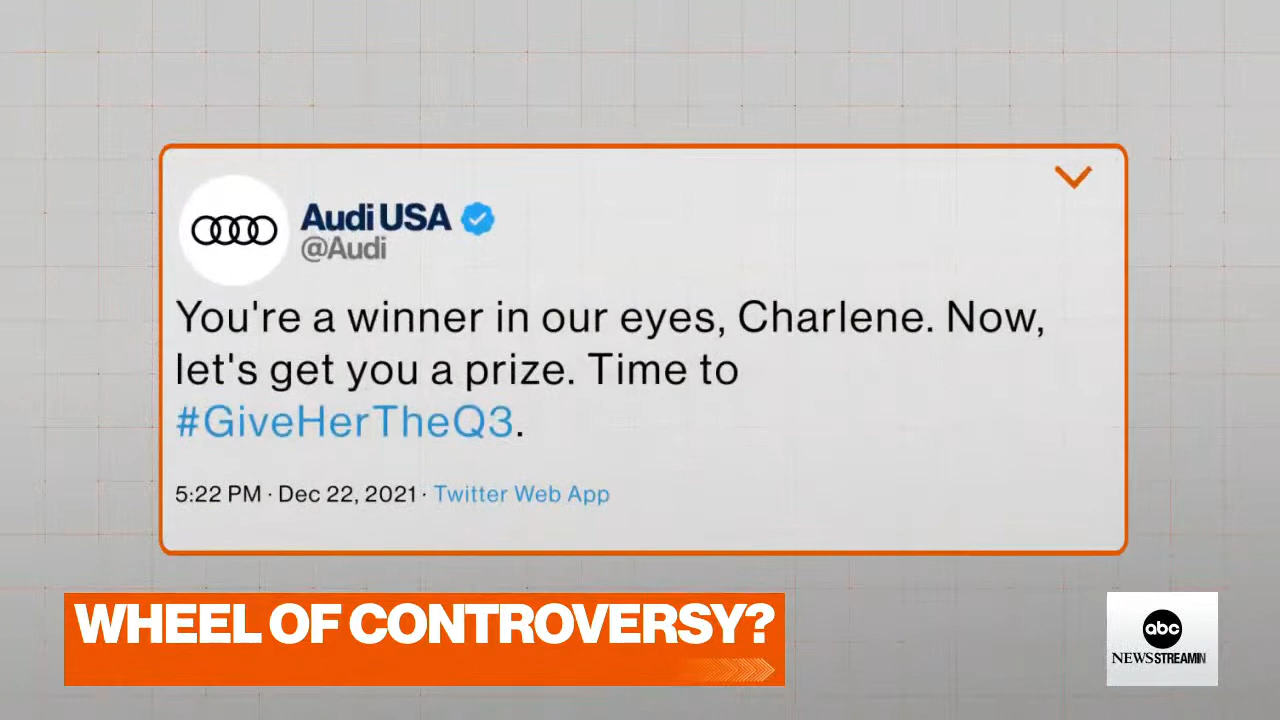 Audi USA
@Audi
You're a winner in our eyes, Charlene. Now,
let's get you a prize. Time to
#GiveHerTheQ3.
5:22 PM · Dec 22, 2021 · Twitter Web App
WHEEL OF CONTROVERSY?
abc
NEWS STREAMIN